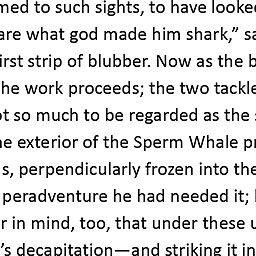 med to such sights, to have looke
are what god made him shark,” sa
irst strip of blubber. Now as the b
he work proceeds; the two tackle
ot so much to be regarded as the s
e exterior of the Sperm Whale p
s, perpendicularly frozen into the
peradventure he had needed it;
r in mind, too, that under these u
’s decapitation—and striking it in